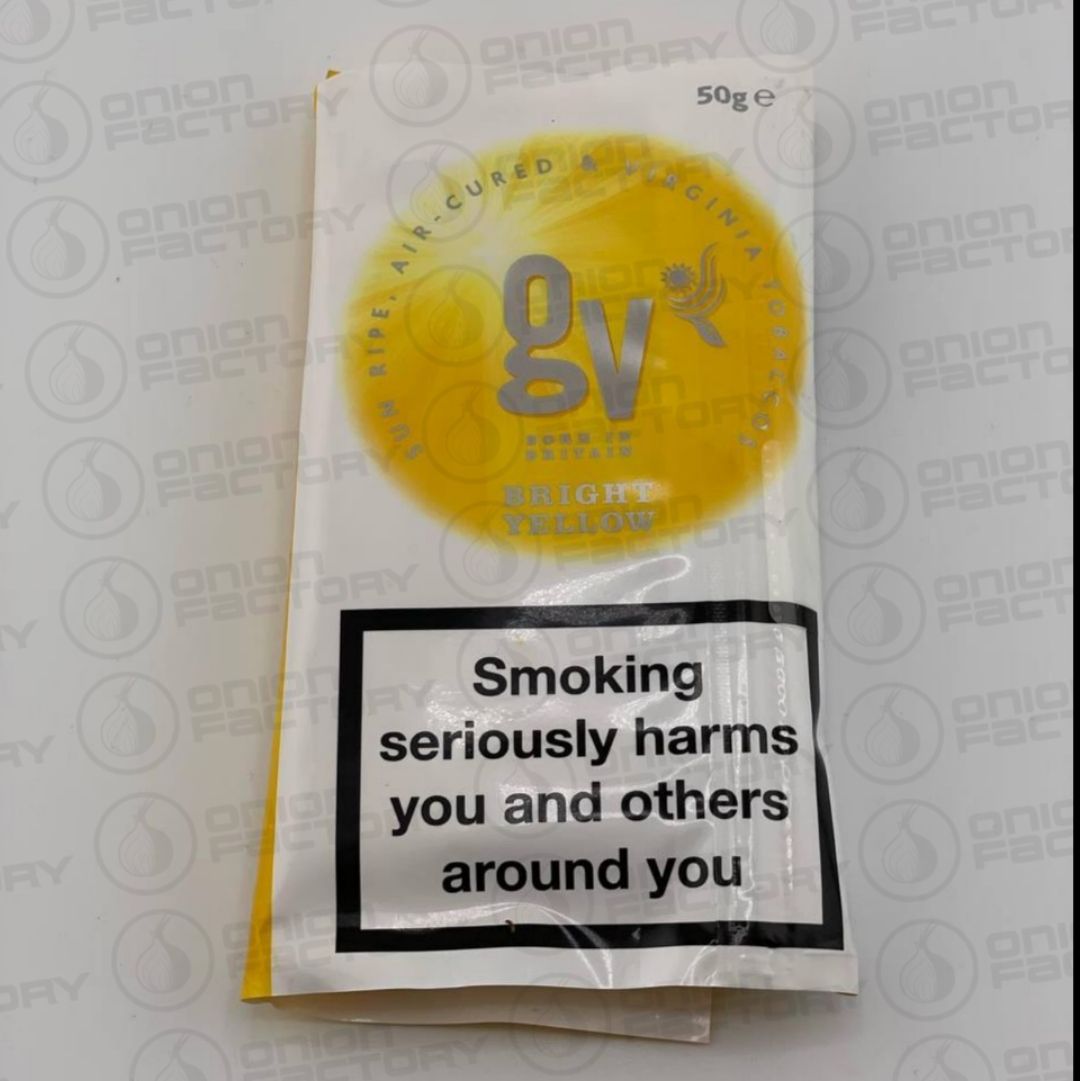 50g e
SUN RIPE, AIR-CURED & VIRGINIA TOBACCOS
gv
BORN IN
BRITAIN
BRIGHT
YELLOW
Smoking
seriously harms
you and others
around you
ONION
FACTORY